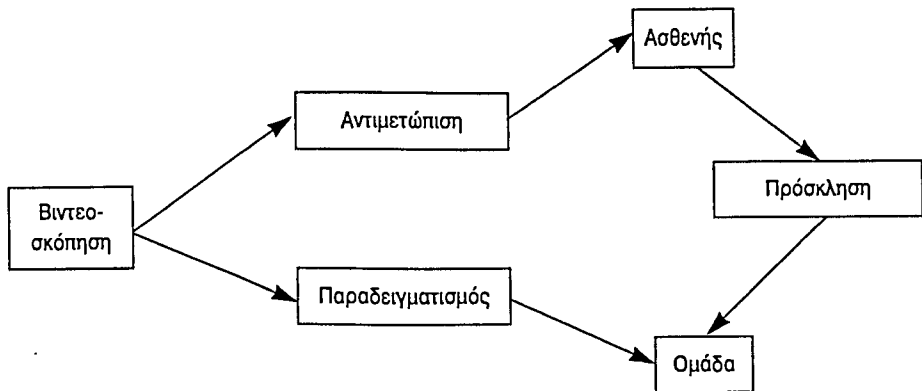 Ασθενής
Αντιμετώπιση
Πρόσκληση
Βιντεο-
σκόπηση
Παραδειγματισμός
Ομάδα